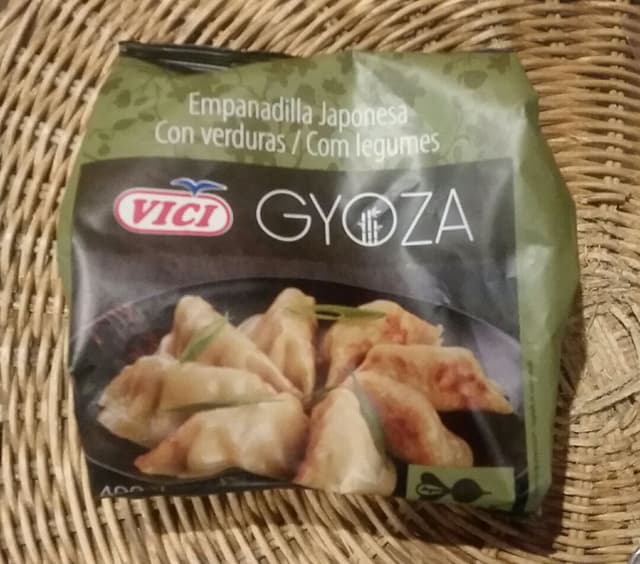 Empanadilla Japonesa
Con verduras / Com legumes
VICI
GYOZA